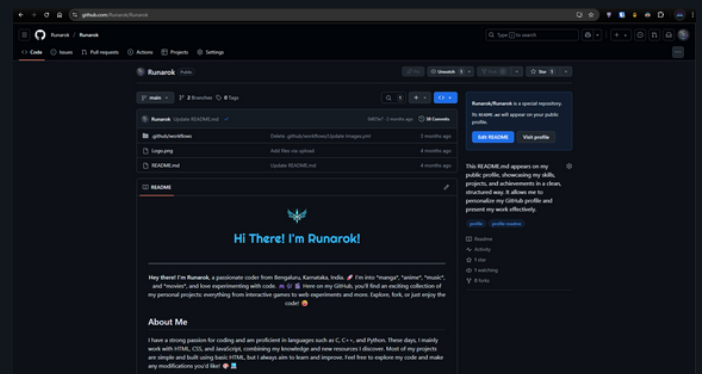 github.com/Runarok/Runarok
Runarok / Runarok
Type / to search
Code
Issues
Pull requests
Actions
Projects
Settings
Runarok Public
Unwatch 1
Star 1
main
2 Branches
0 Tags
Runarok Update README.md
2 months ago
38 Commits
.github/workflows
Delete .github/workflows/Update Images.yml
3 months ago
Logo.png
Add files via upload
4 months ago
README.md
Update README.md
4 months ago
README
Hi There! I'm Runarok!
Hey there! I'm Runarok, a passionate coder from Bengaluru, Karnataka, India. 🚀 I'm into "manga", "anime", "music",
and "movies", and love experimenting with code. Here on my GitHub, you'll find an exciting collection of
my personal projects: everything from interactive games to web experiments and more. Explore, fork, or just enjoy the
code!
About Me
I have a strong passion for coding and am proficient in languages such as C, C++, and Python. These days, I mainly
work with HTML, CSS, and JavaScript, combining my knowledge and new resources I discover. Most of my projects
are simple and built using basic HTML, but I always aim to learn and improve. Feel free to explore my code and make
any modifications you'd like!
Runarok/Runarok is a special repository.
Its README.md will appear on your public
profile.
Edit README
Visit profile
This README.md appears on my
public profile, showcasing my skills,
projects, and achievements in a clean,
structured way. It allows me to
personalize my GitHub profile and
present my work effectively.
profile
profile-readme
Readme
Activity
1 star
1 watching
0 forks